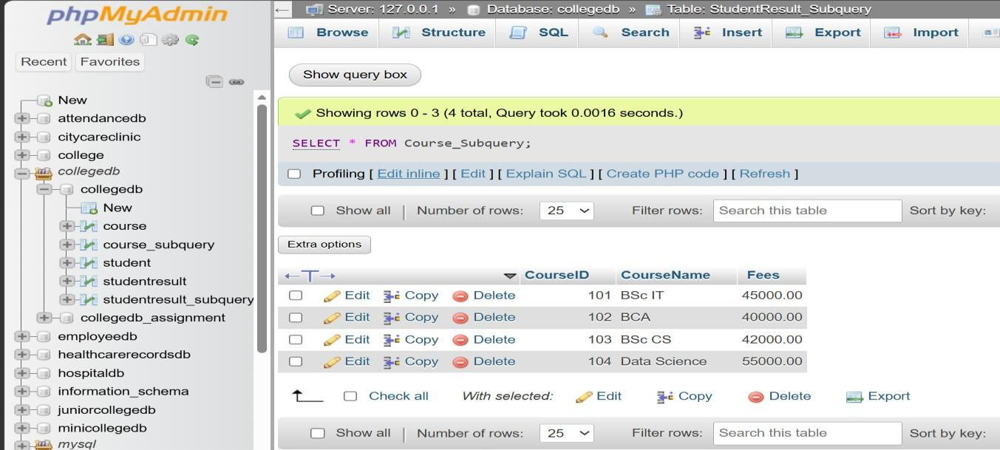 phpMyAdmin
Recent Favorites
New
attendancedb
citycareclinic
college
collegedb
collegedb
New
course
course_subquery
student
studentresult
studentresult_subquery
collegedb_assignment
employeedb
healthcarerecordsdb
hospitaldb
information_schema
juniorcollegedb
minicollegedb
mysql
Server: 127.0.0.1 » Database: collegedb » Table: StudentResult_Subquery
Browse Structure SQL Search Insert Export Import
Show query box
Showing rows 0 - 3 (4 total, Query took 0.0016 seconds.)
SELECT * FROM Course_Subquery;
Profiling [ Edit inline ] [ Edit ] [ Explain SQL ] [ Create PHP code ] [ Refresh ]
Show all | Number of rows: 25 Filter rows: Search this table Sort by key:
Extra options
←T→ CourseID CourseName Fees
Edit Copy Delete 101 BSc IT 45000.00
Edit Copy Delete 102 BCA 40000.00
Edit Copy Delete 103 BSc CS 42000.00
Edit Copy Delete 104 Data Science 55000.00
Check all With selected: Edit Copy Delete Export
Show all | Number of rows: 25 Filter rows: Search this table Sort by key: